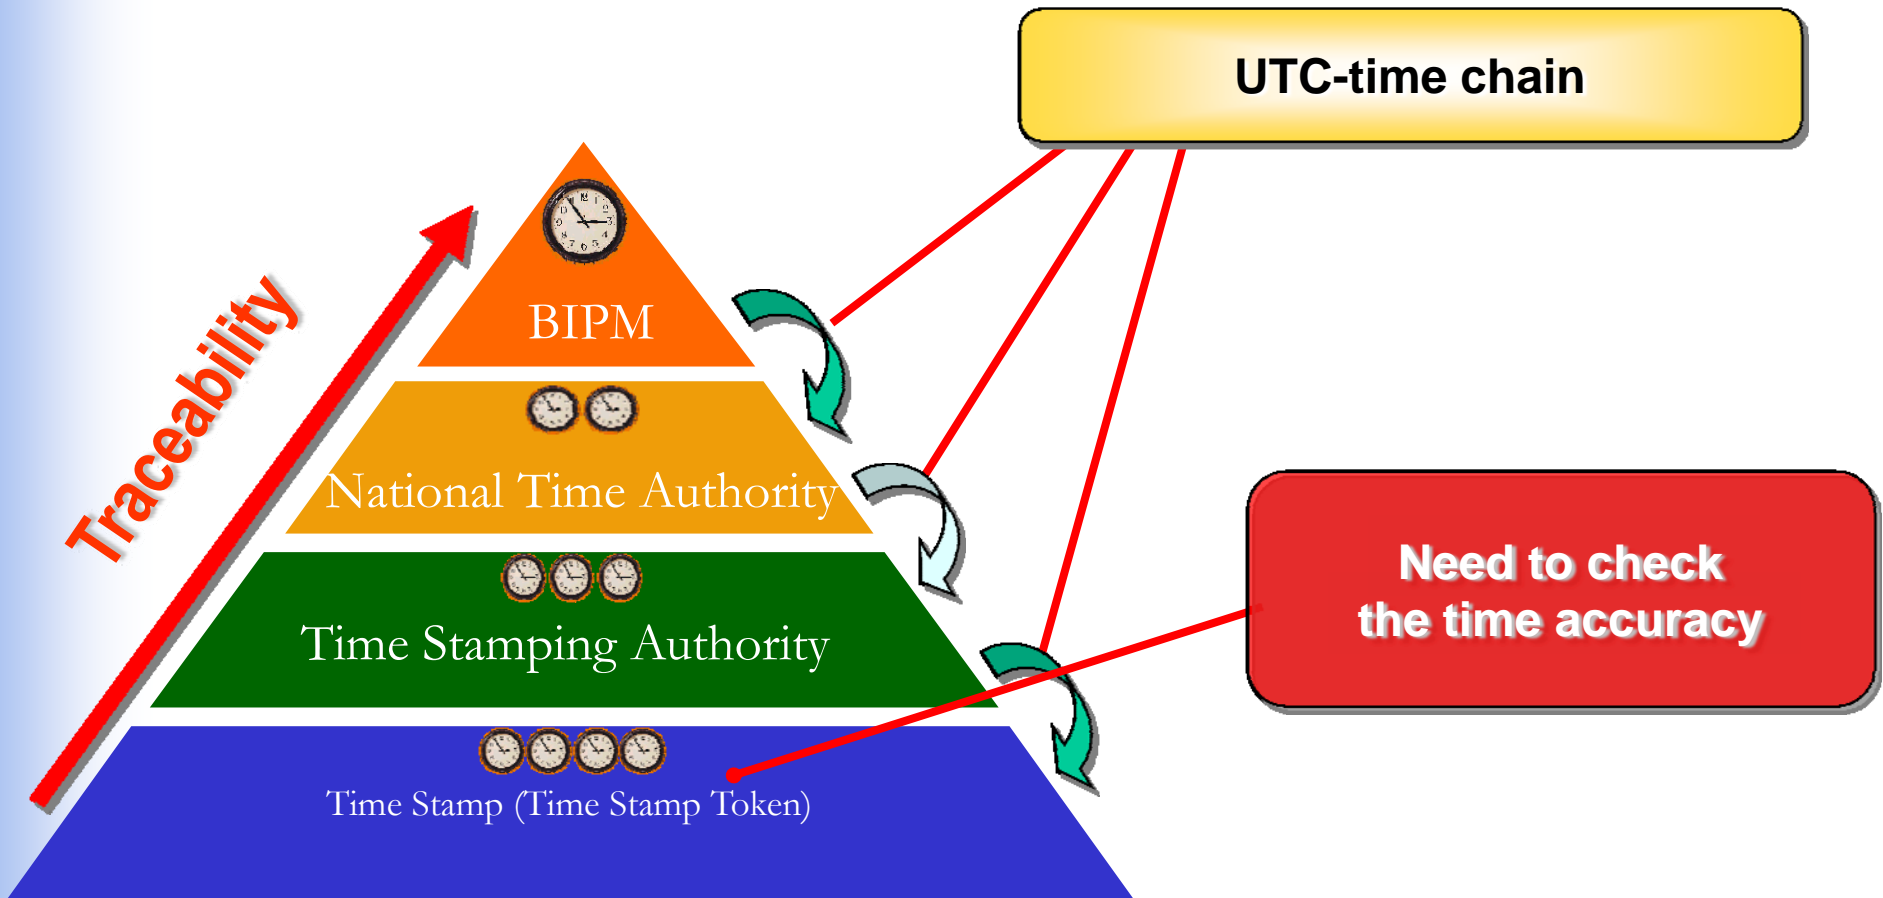 UTC-time chain
Traceability
BIPM
National Time Authority
Need to check
the time accuracy
Time Stamping Authority
Time Stamp (Time Stamp Token)